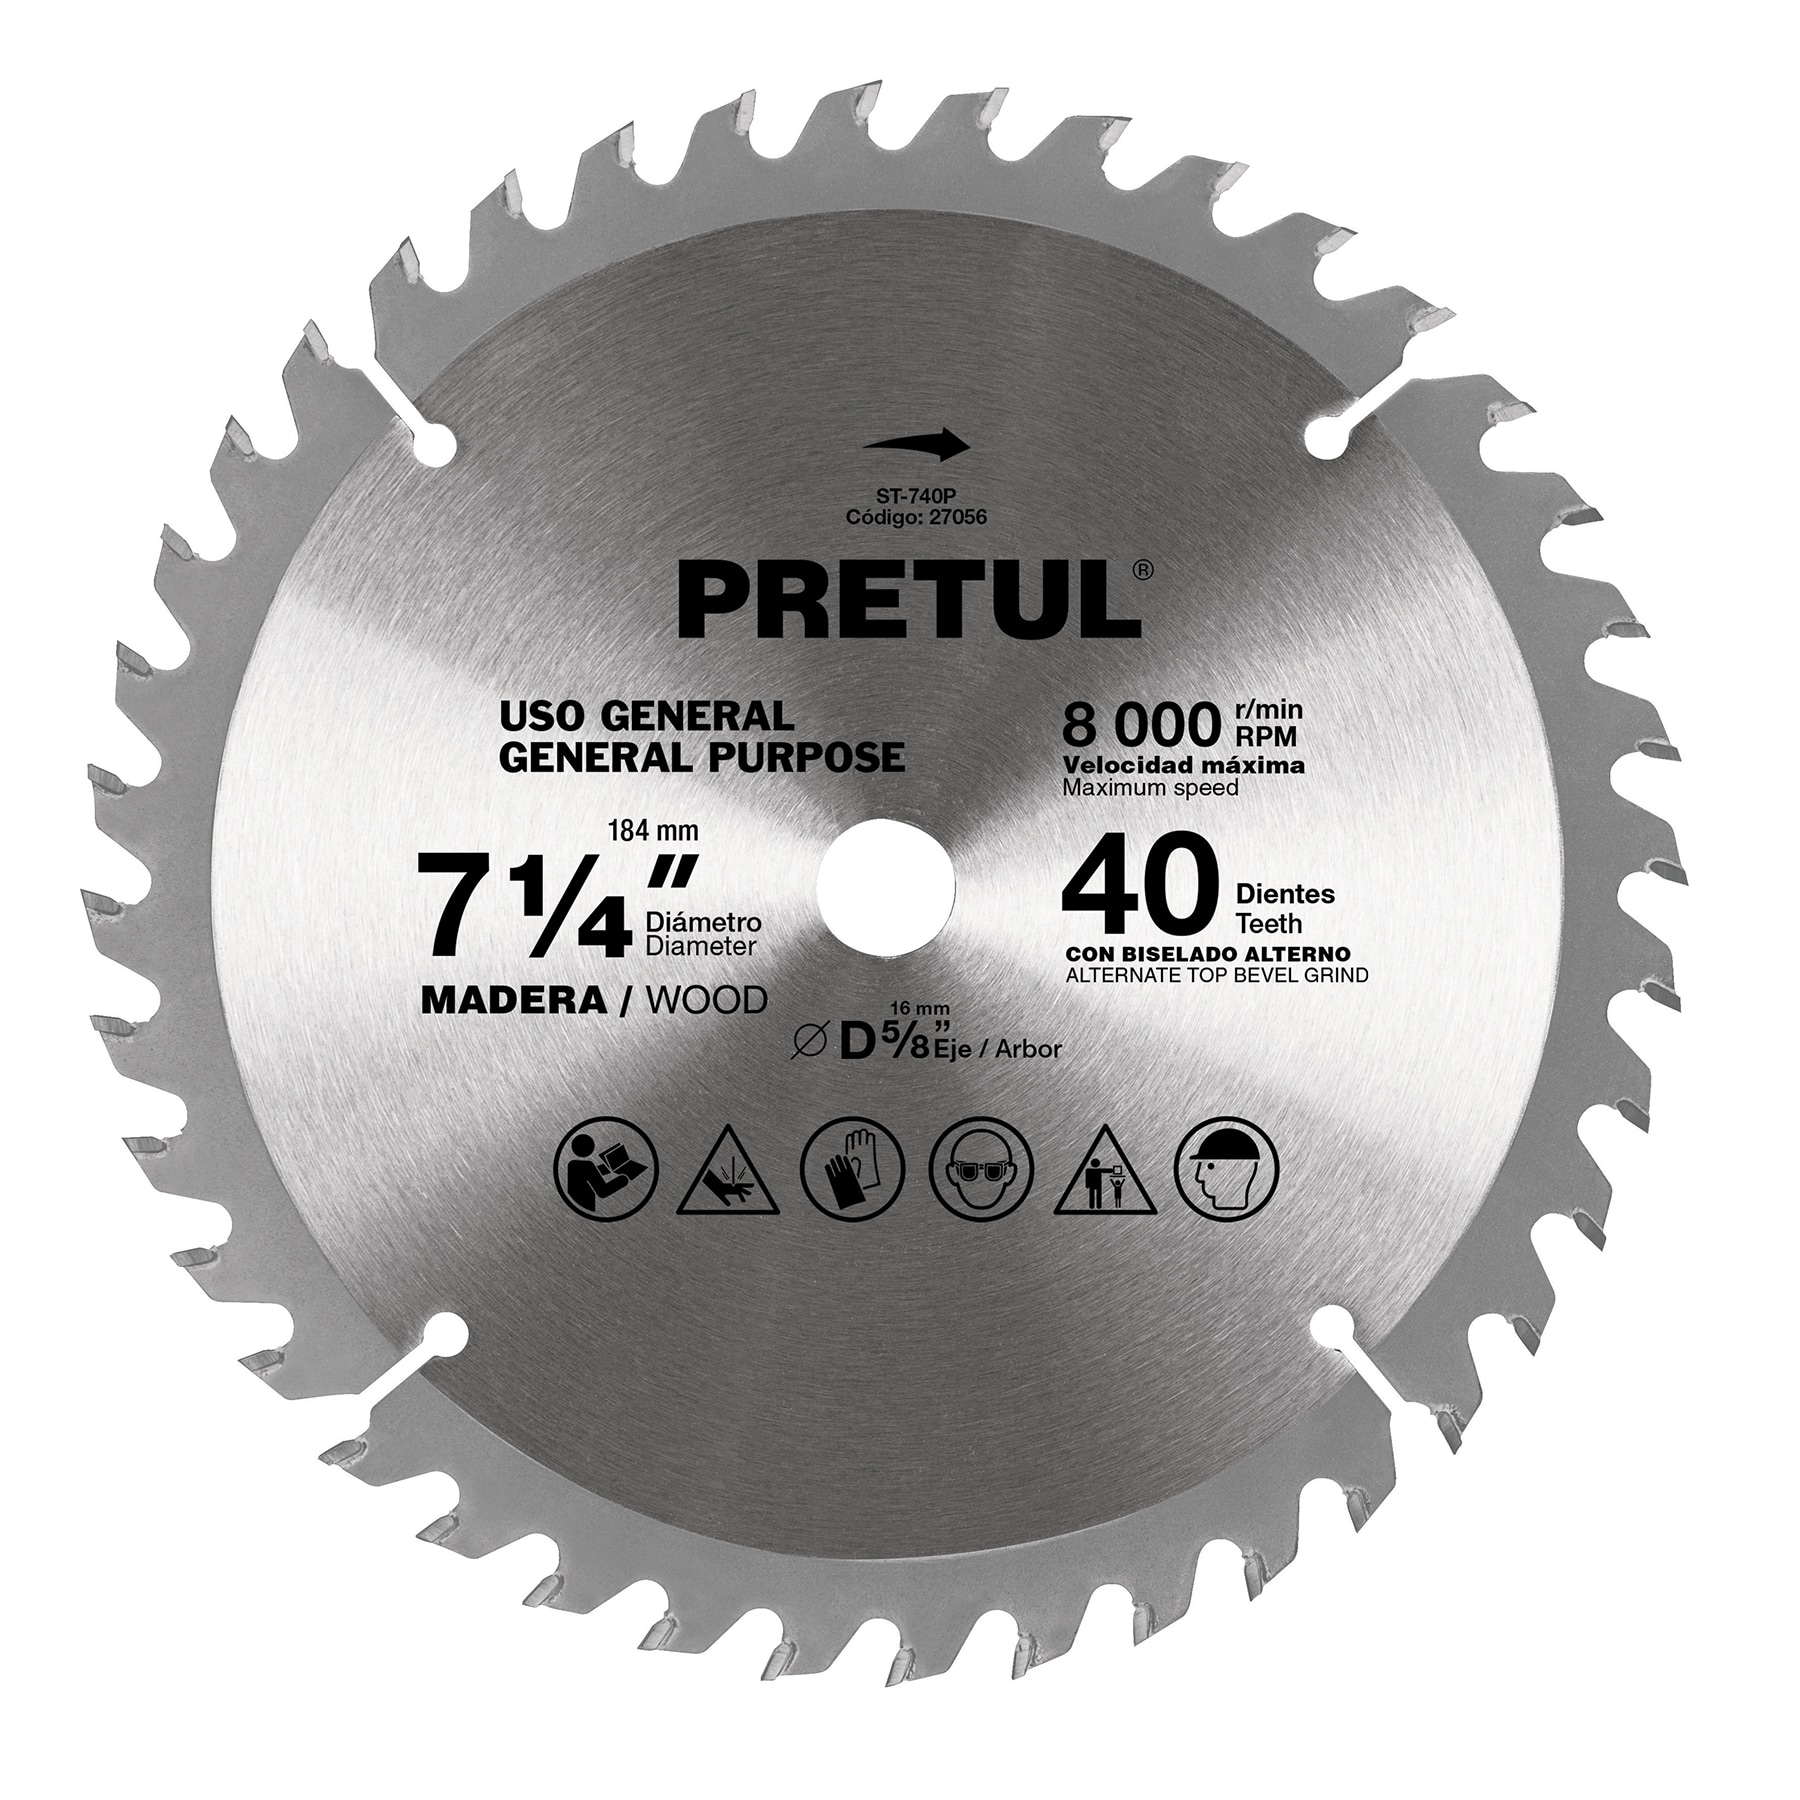 ST-740P
Código: 27056
PRETUL®
USO GENERAL
GENERAL PURPOSE
184 mm
7 1/4"
Diámetro
Diameter
MADERA / WOOD
8 000 r/min
RPM
Velocidad máxima
Maximum speed
40 Dientes
Teeth
CON BISELADO ALTERNO
ALTERNATE TOP BEVEL GRIND
16 mm
Ø D 5/8" Eje / Arbor